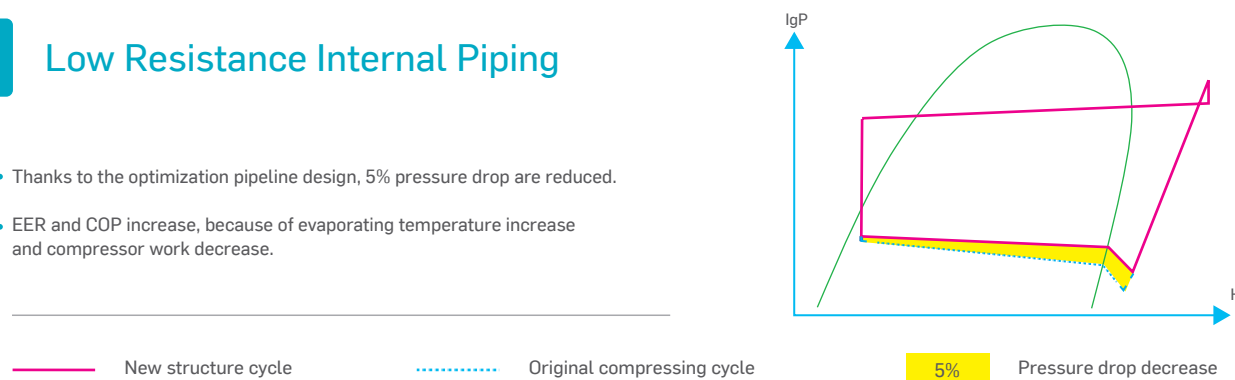 lgP
Low Resistance Internal Piping
Thanks to the optimization pipeline design, 5% pressure drop are reduced.
EER and COP increase, because of evaporating temperature increase
and compressor work decrease.
H
New structure cycle
Original compressing cycle
5%
Pressure drop decrease